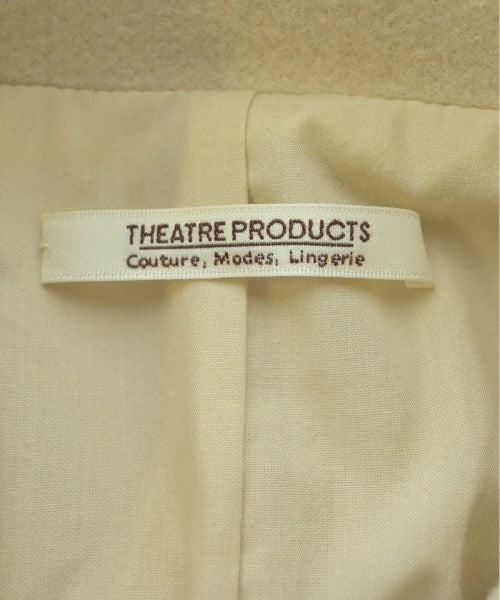 THEATRE PRODUCTS
Couture, Modes, Lingerie